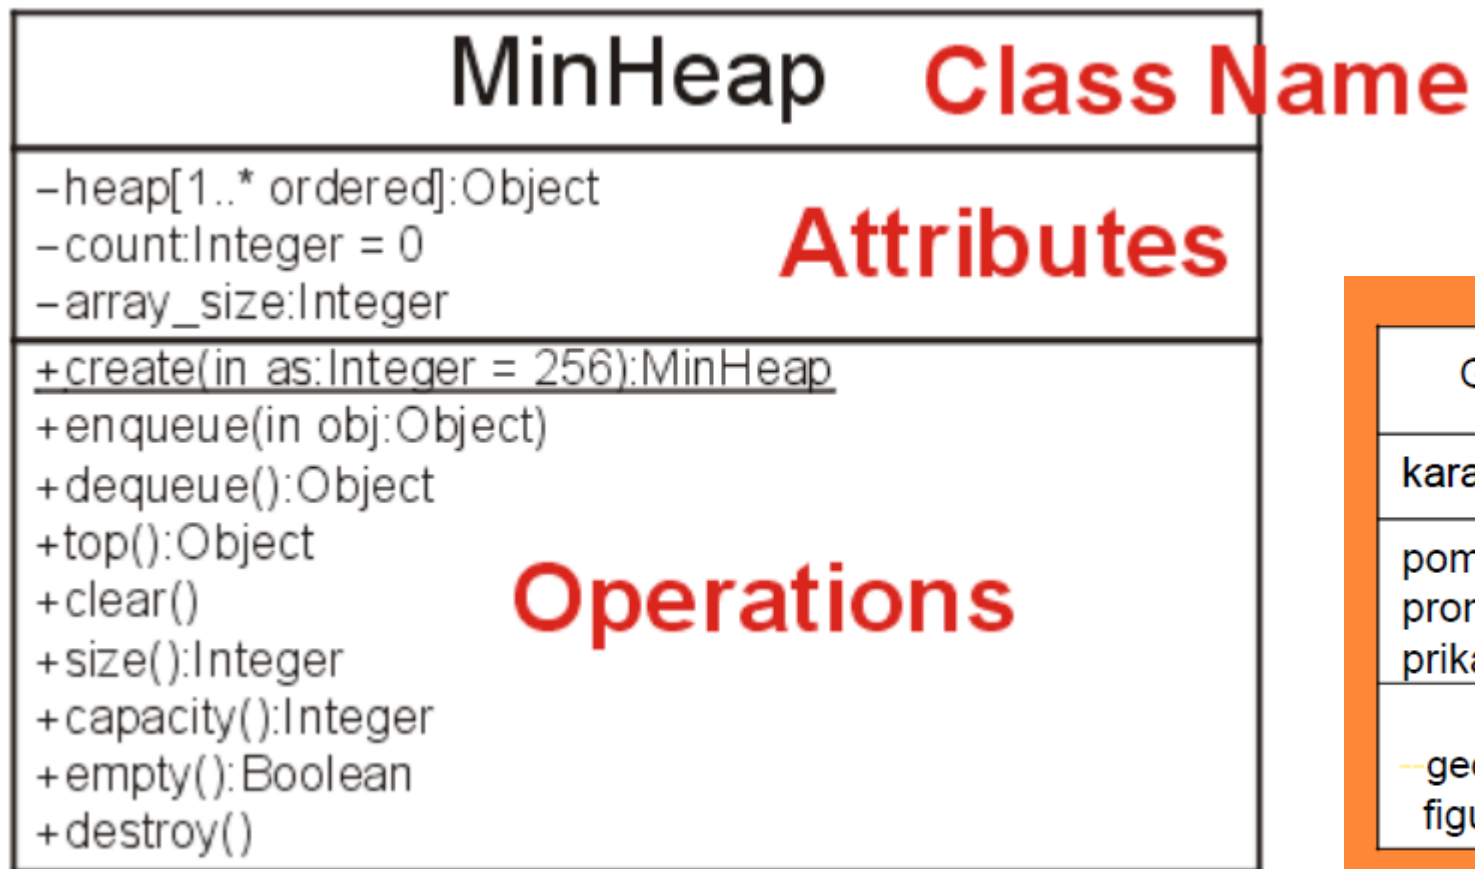 MinHeap
Class Name
–heap[1..* ordered]:Object
–count:Integer = 0
–array_size:Integer
Attributes
+create(in as:Integer = 256):MinHeap
+enqueue(in obj:Object)
+dequeue():Object
+top():Object
+clear()
+size():Integer
+capacity():Integer
+empty():Boolean
+destroy()
Operations